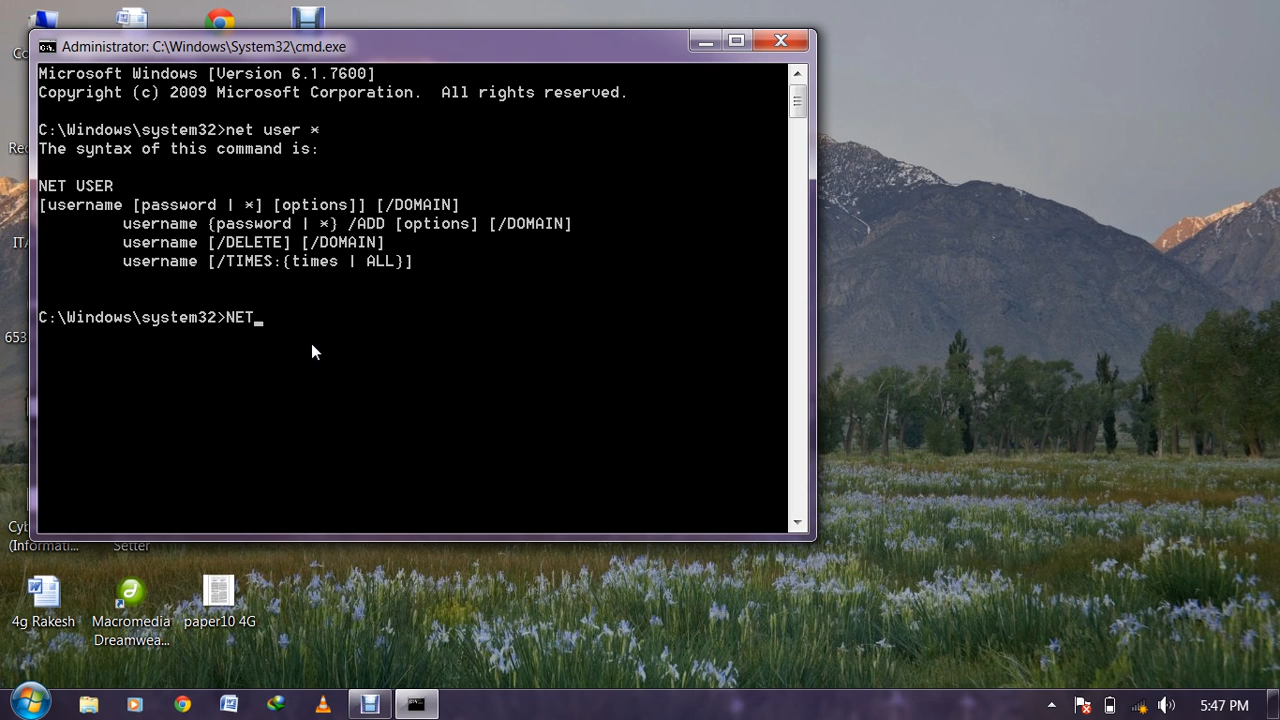 Administrator: C:\Windows\System32\cmd.exe
Microsoft Windows [Version 6.1.7600]
Copyright (c) 2009 Microsoft Corporation.  All rights reserved.
C:\Windows\system32>net user *
The syntax of this command is:
NET USER
[username [password | *] [options]] [/DOMAIN]
username {password | *} /ADD [options] [/DOMAIN]
username [/DELETE] [/DOMAIN]
username [/TIMES:{times | ALL}]
C:\Windows\system32>NET_
653
(Informati...
Setter
4g Rakesh
Macromedia
Dreamwea...
paper10 4G
5:47 PM